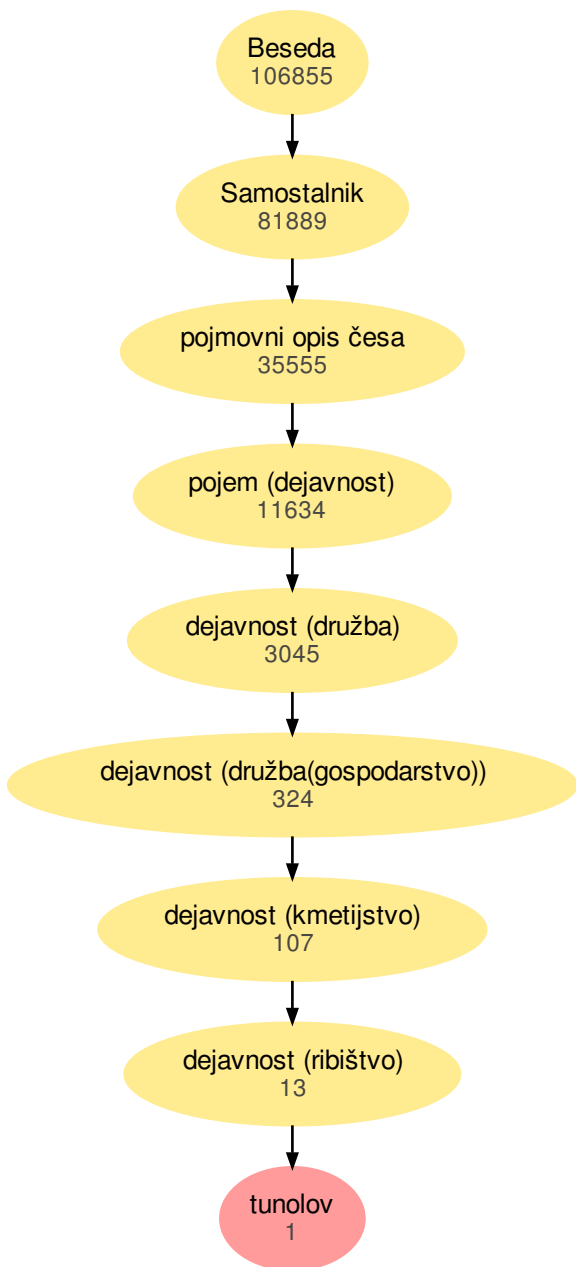 Beseda
106855
Samostalnik
81889
pojmovni opis česa
35555
pojem (dejavnost)
11634
dejavnost (družba)
3045
dejavnost (družba(gospodarstvo))
324
dejavnost (kmetijstvo)
107
dejavnost (ribištvo)
13
tunolov
1